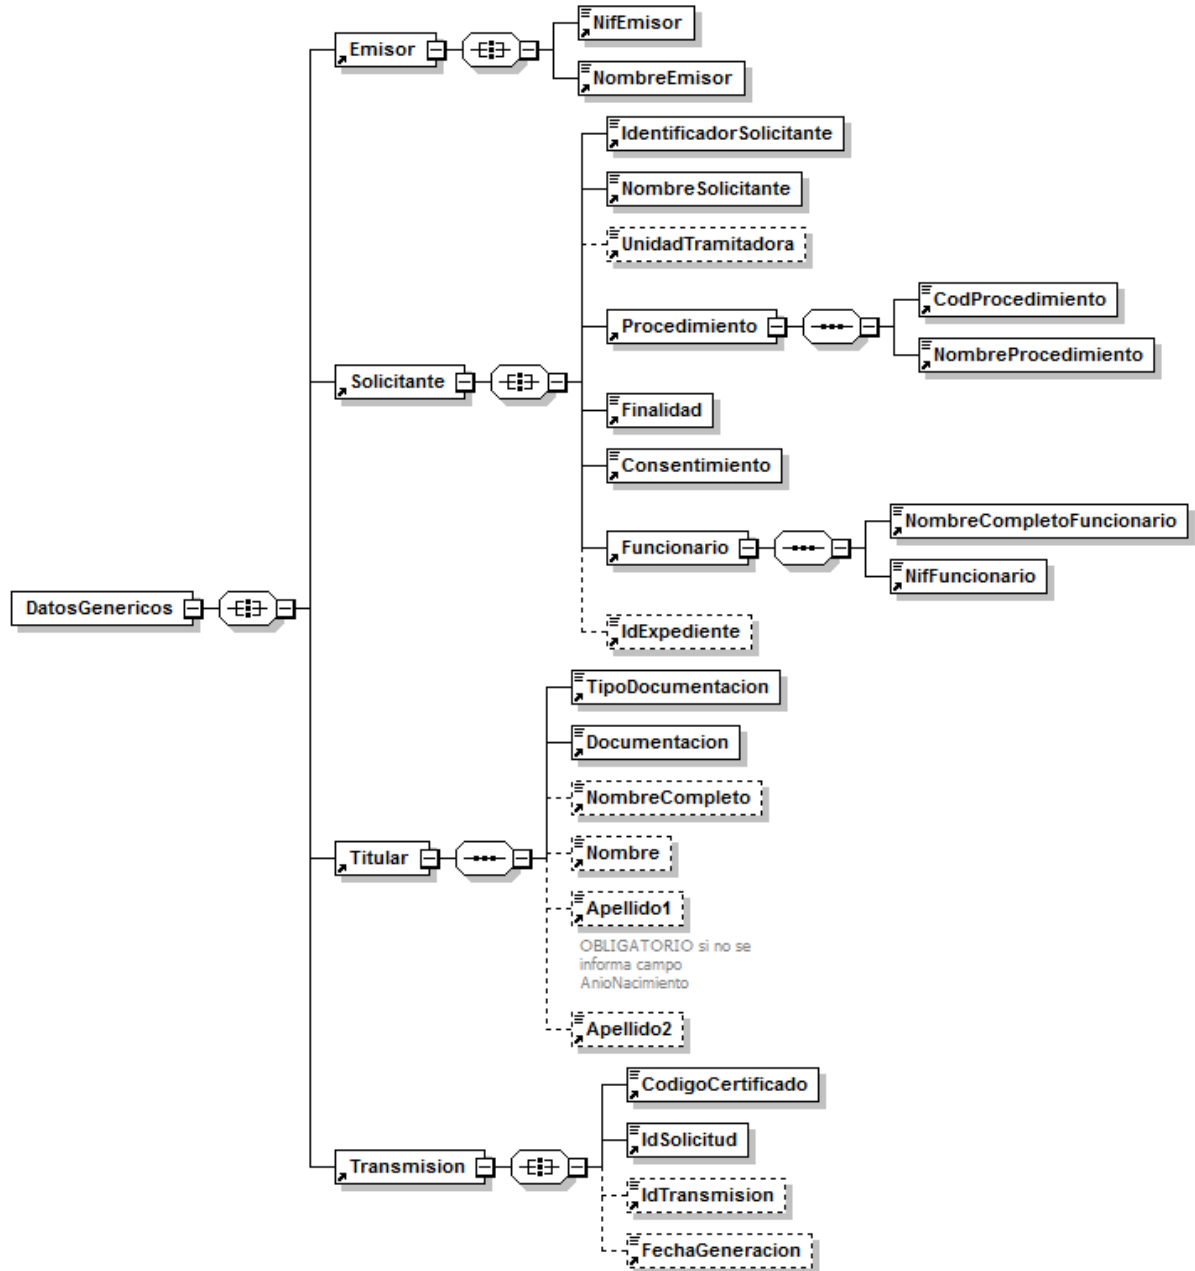 NifEmisor
Emisor
NombreEmisor
IdentificadorSolicitante
NombreSolicitante
UnidadTramitadora
CodProcedimiento
Procedimiento
NombreProcedimiento
Solicitante
Finalidad
Consentimiento
NombreCompletoFuncionario
Funcionario
NifFuncionario
DatosGenericos
IdExpediente
TipoDocumentacion
Documentacion
NombreCompleto
Titular
Nombre
Apellido1
OBLIGATORIO si no se
informa campo
AnioNacimiento
Apellido2
CodigoCertificado
IdSolicitud
Transmision
IdTransmision
FechaGeneracion